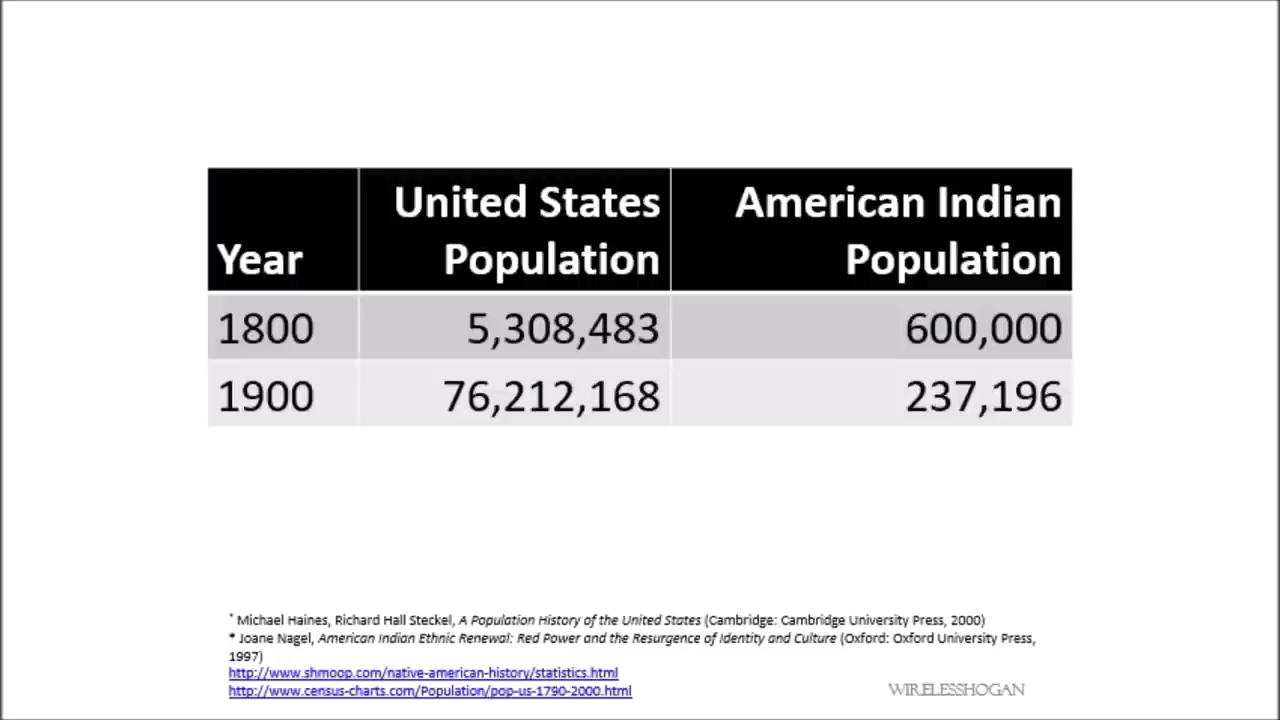 United States American Indian
Year Population Population
1800 5,308,483 600,000
1900 76,212,168 237,196
* Michael Haines, Richard Hall Steckel, A Population History of the United States (Cambridge: Cambridge University Press, 2000)
* Joane Nagel, American Indian Ethnic Renewal: Red Power and the Resurgence of Identity and Culture (Oxford: Oxford University Press,
1997)
http://www.shmoop.com/native-american-history/statistics.html
http://www.census-charts.com/Population/pop-us-1790-2000.html
WIRELESSHOGAN